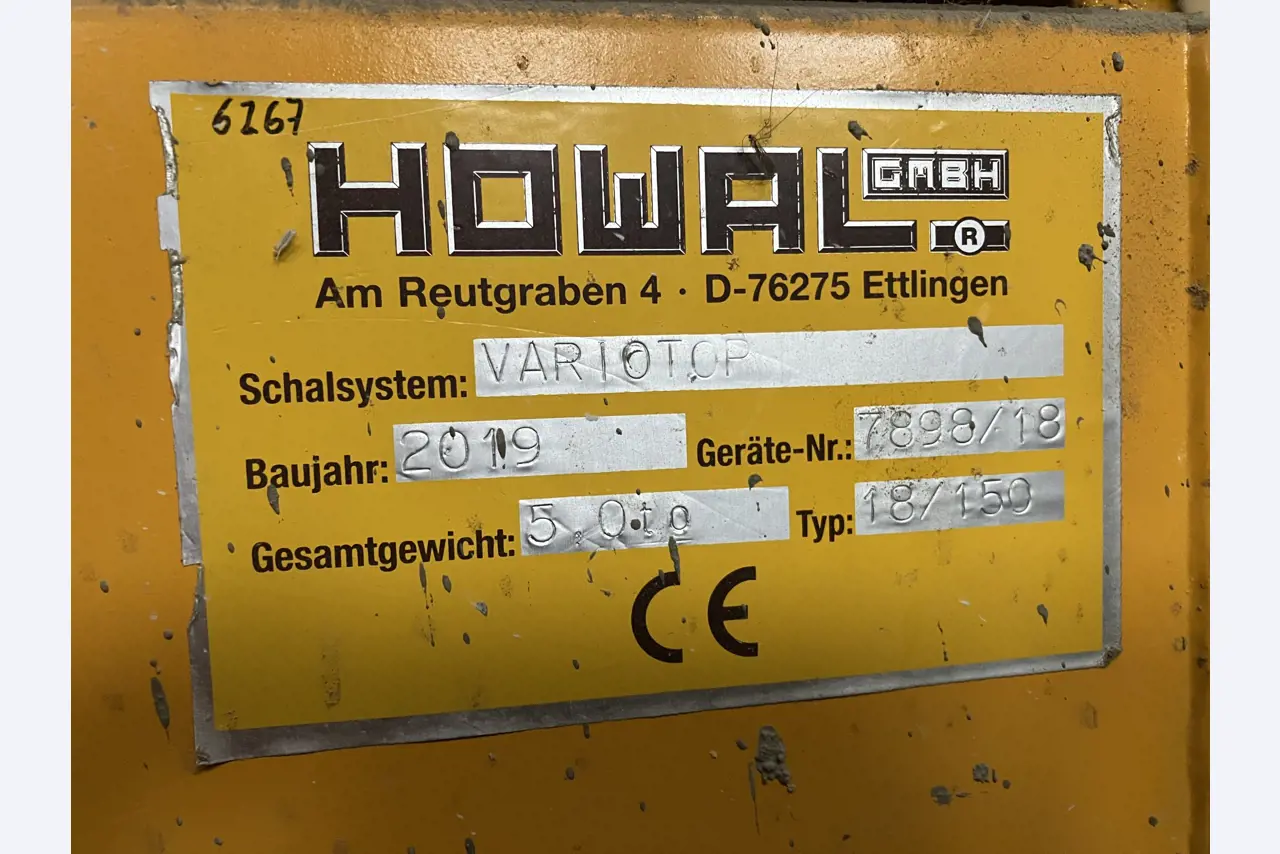 6167
HOWAL GMBH
R
Am Reutgraben 4 · D-76275 Ettlingen
Schalsystem: VARIOTOP
Baujahr: 2019 Geräte-Nr.: 7898/18
Gesamtgewicht: 5.0to Typ: 18/150
CE